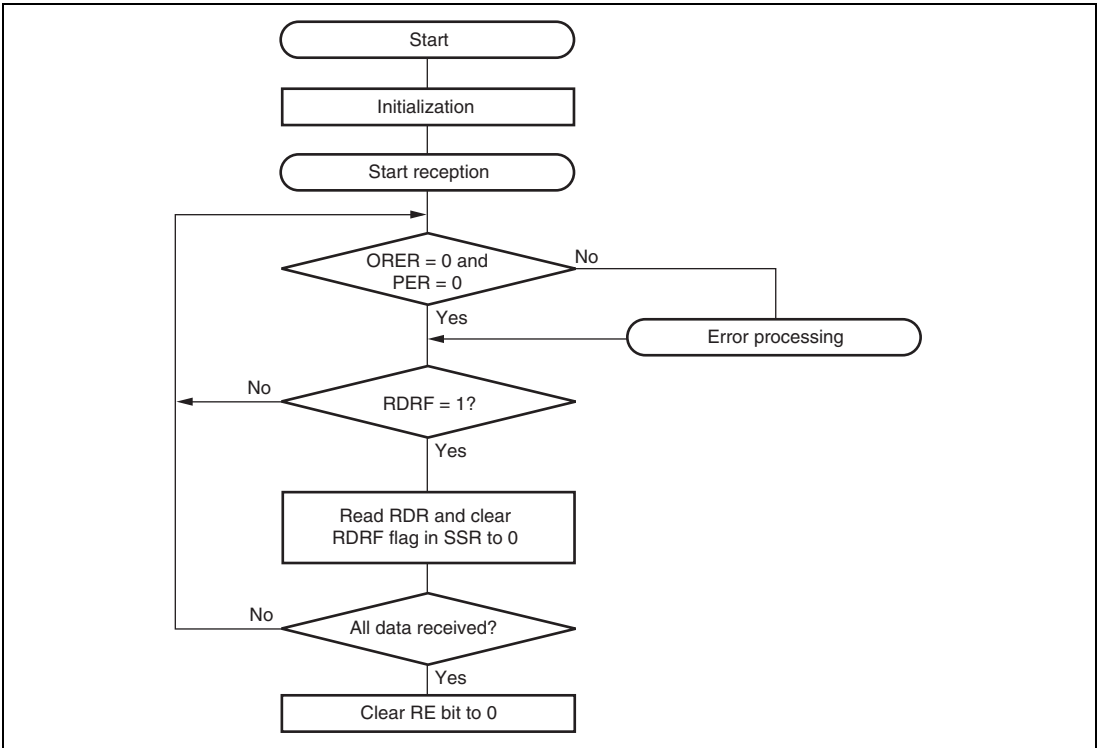 Start
Initialization
Start reception
ORER = 0 and
PER = 0
No
Yes
Error processing
No
RDRF = 1?
Yes
Read RDR and clear
RDRF flag in SSR to 0
No
All data received?
Yes
Clear RE bit to 0